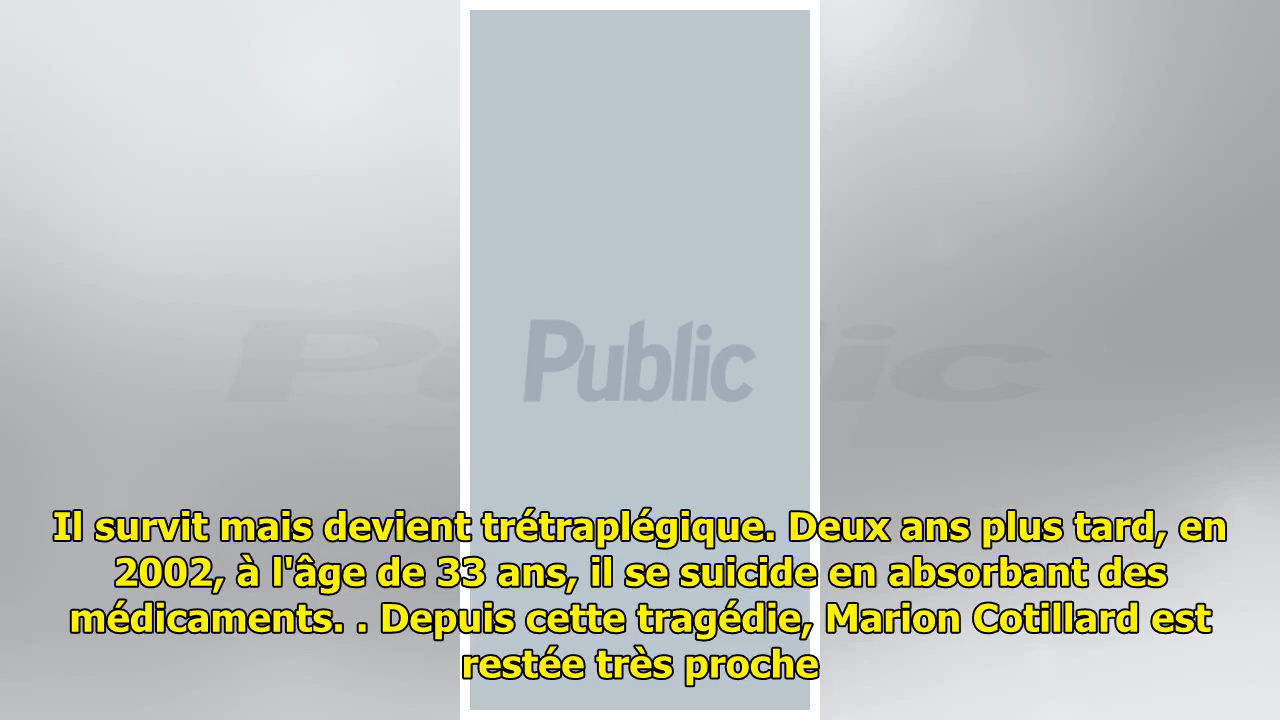 Public
Il survit mais devient trétraplégique. Deux ans plus tard, en
2002, à l'âge de 33 ans, il se suicide en absorbant des
médicaments. . Depuis cette tragédie, Marion Cotillard est
restée très proche